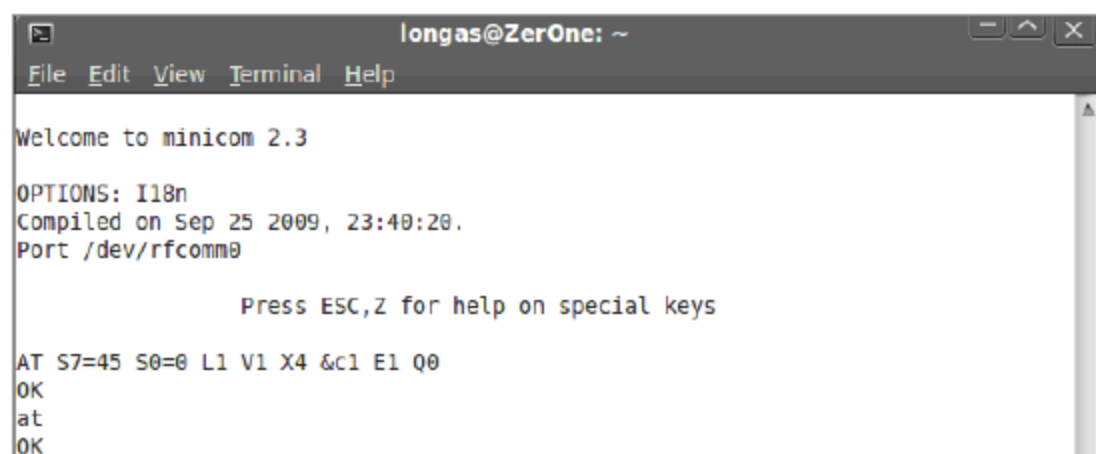 longas@ZerOne: ~
File Edit View Terminal Help
Welcome to minicom 2.3
OPTIONS: I18n
Compiled on Sep 25 2009, 23:40:20.
Port /dev/rfcomm0
Press ESC,Z for help on special keys
AT S7=45 S0=0 L1 V1 X4 &c1 E1 Q0
OK
at
OK